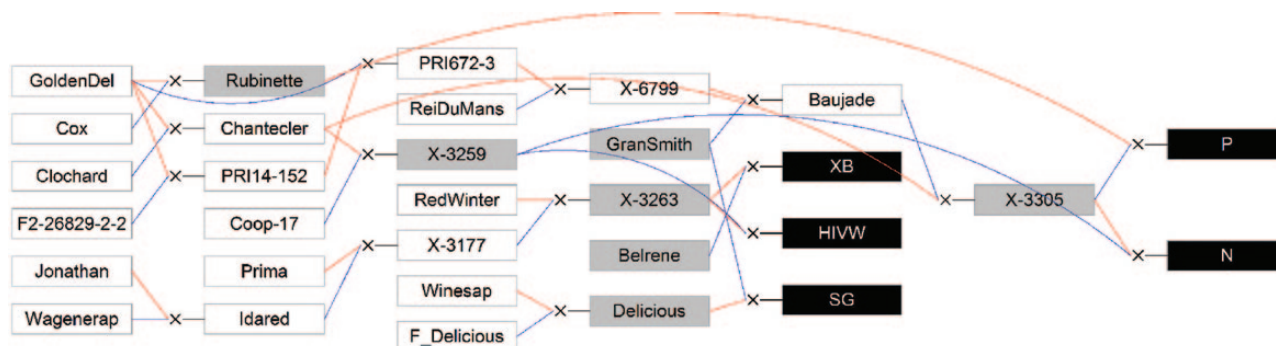 GoldenDel
Cox
Clochard
F2-26829-2-2
Jonathan
Wagenerap
Rubinette
Chantecler
PRI14-152
Coop-17
Prima
Idared
PRI672-3
ReiDuMans
X-3259
RedWinter
X-3177
Winesap
F_Delicious
X-6799
GranSmith
X-3263
Belrene
Delicious
Baujade
XB
HIVW
SG
X-3305
P
N